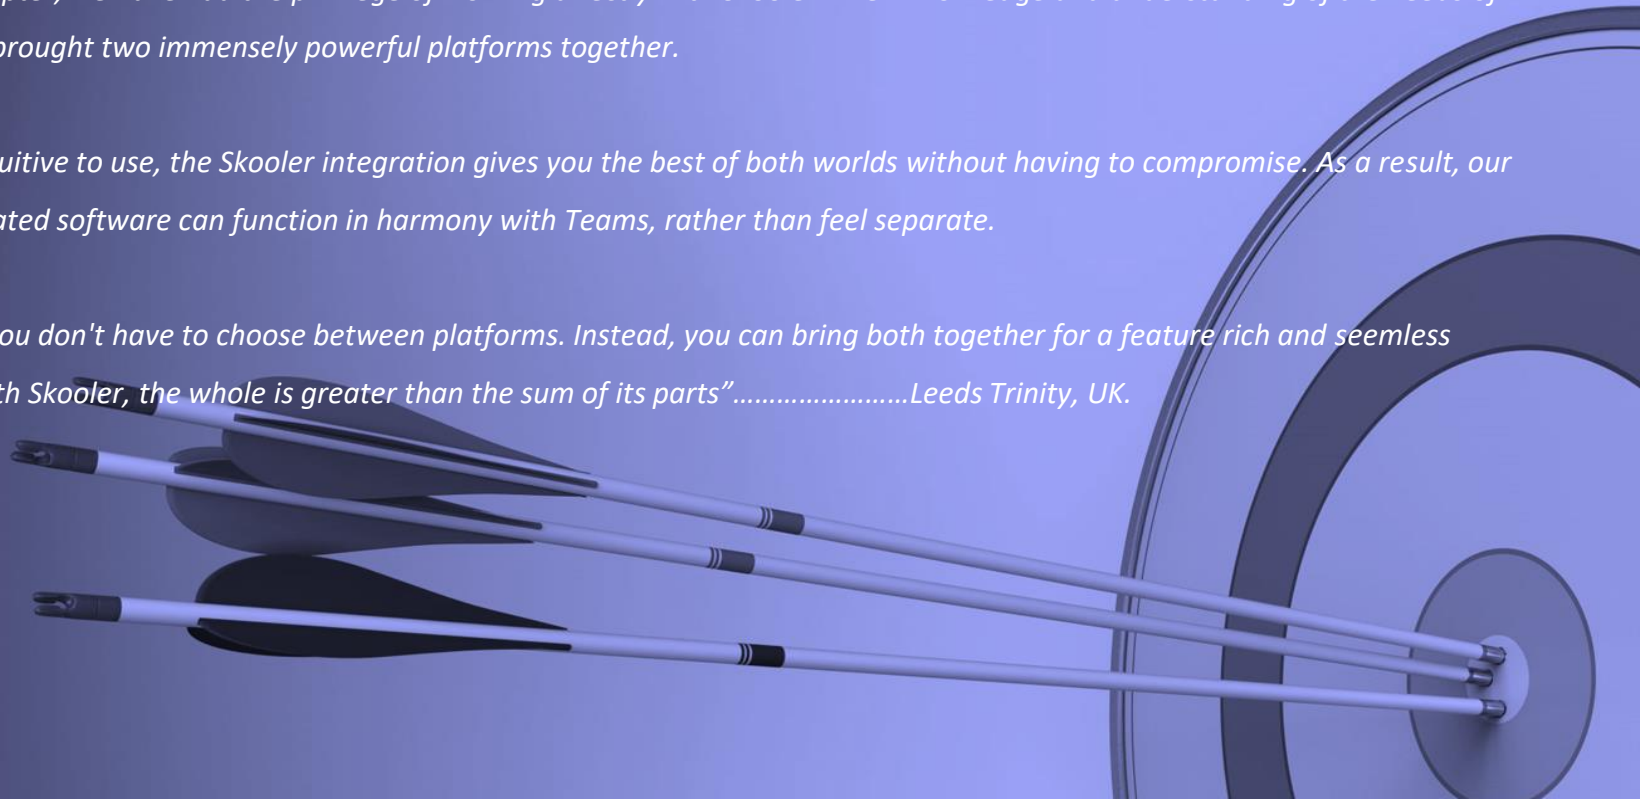 brought two immensely powerful platforms together.
uitive to use, the Skooler integration gives you the best of both worlds without having to compromise. As a result, our
ated software can function in harmony with Teams, rather than feel separate.
ou don't have to choose between platforms. Instead, you can bring both together for a feature rich and seemless
th Skooler, the whole is greater than the sum of its parts”……………………Leeds Trinity, UK.